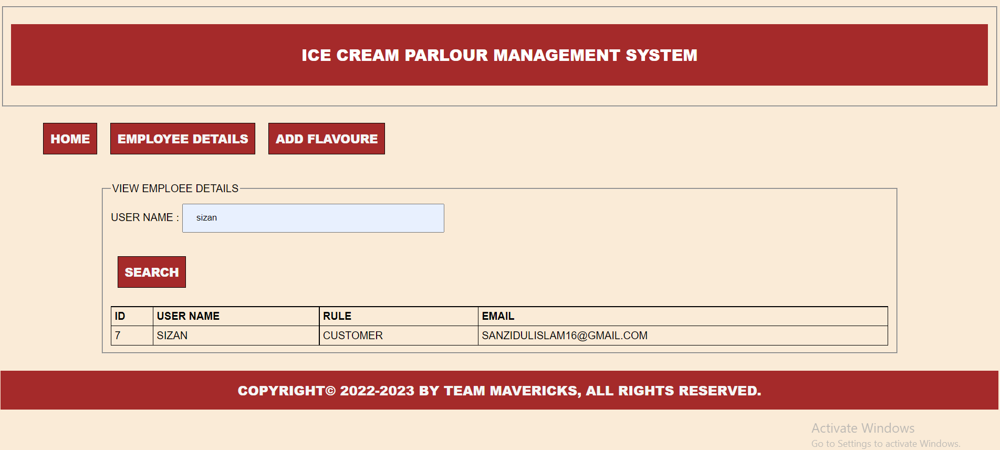 ICE CREAM PARLOUR MANAGEMENT SYSTEM
HOME EMPLOYEE DETAILS ADD FLAVOURE
VIEW EMPLOEE DETAILS
USER NAME : sizan
SEARCH
ID USER NAME RULE EMAIL
7 SIZAN CUSTOMER SANZIDULISLAM16@GMAIL.COM
COPYRIGHT© 2022-2023 BY TEAM MAVERICKS, ALL RIGHTS RESERVED.
Activate Windows
Go to Settings to activate Windows.